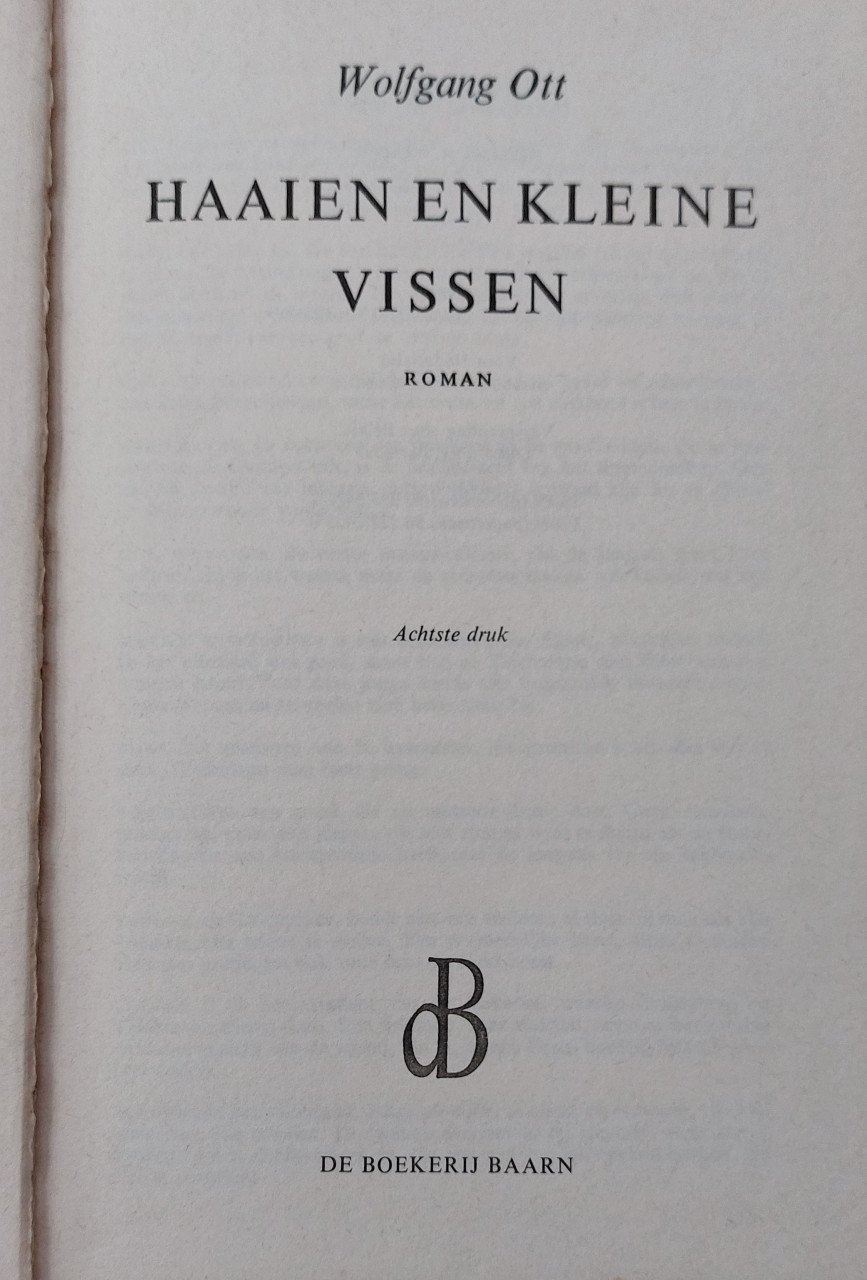 Wolfgang Ott
HAAIEN EN KLEINE
VISSEN
ROMAN
Achtste druk
dB
DE BOEKERIJ BAARN